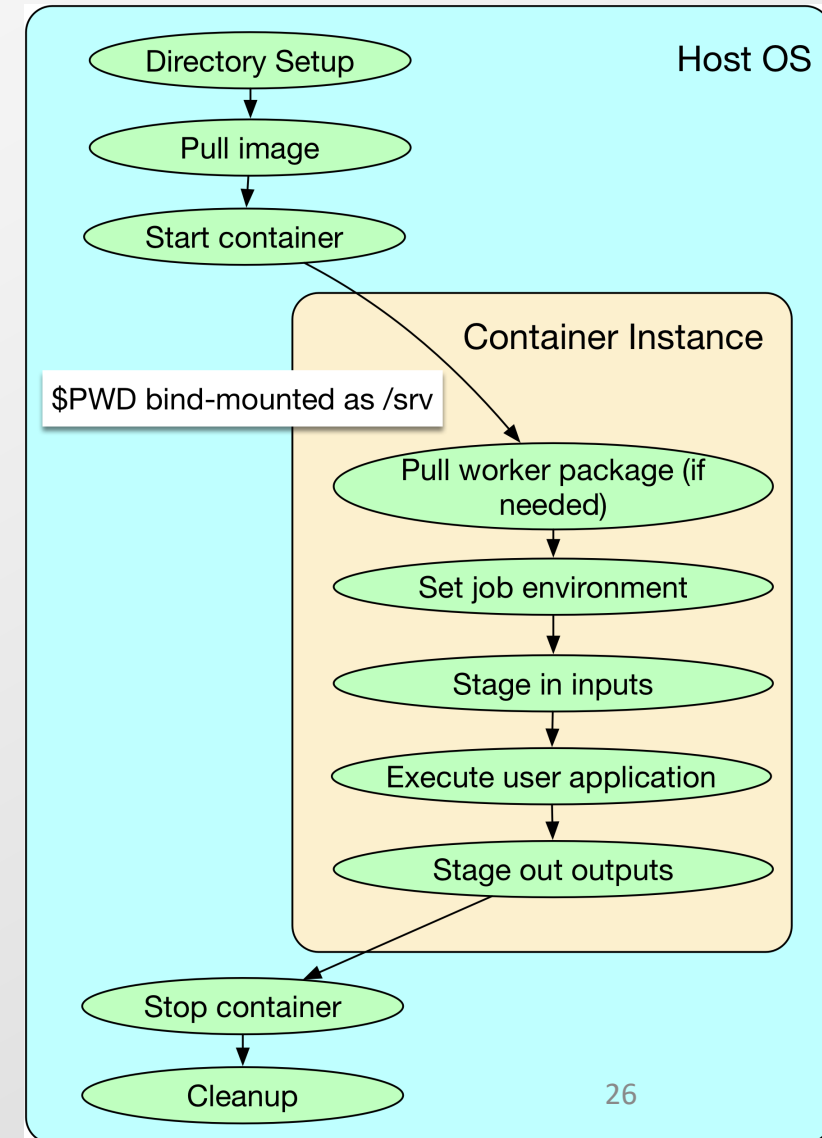 Host OS
Directory Setup
Pull image
Start container
Container Instance
$PWD bind-mounted as /srv
Pull worker package (if
needed)
Set job environment
Stage in inputs
Execute user application
Stage out outputs
Stop container
Cleanup
26